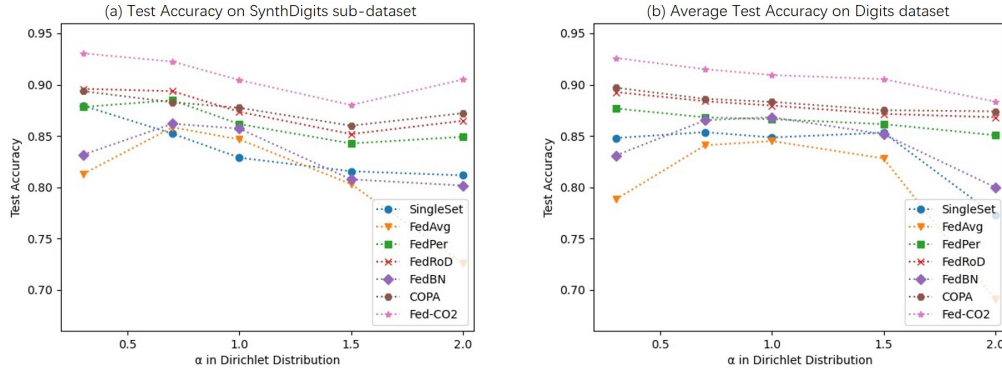 (a) Test Accuracy on SynthDigits sub-dataset
0.95
0.90
0.85
0.80
0.75
0.70
Test Accuracy
0.5
1.0
1.5
2.0
α in Dirichlet Distribution
SingleSet
FedAvg
FedPer
FedRoD
FedBN
COPA
Fed-CO2
(b) Average Test Accuracy on Digits dataset
0.95
0.90
0.85
0.80
0.75
0.70
Test Accuracy
0.5
1.0
1.5
2.0
α in Dirichlet Distribution
SingleSet
FedAvg
FedPer
FedRoD
FedBN
COPA
Fed-CO2